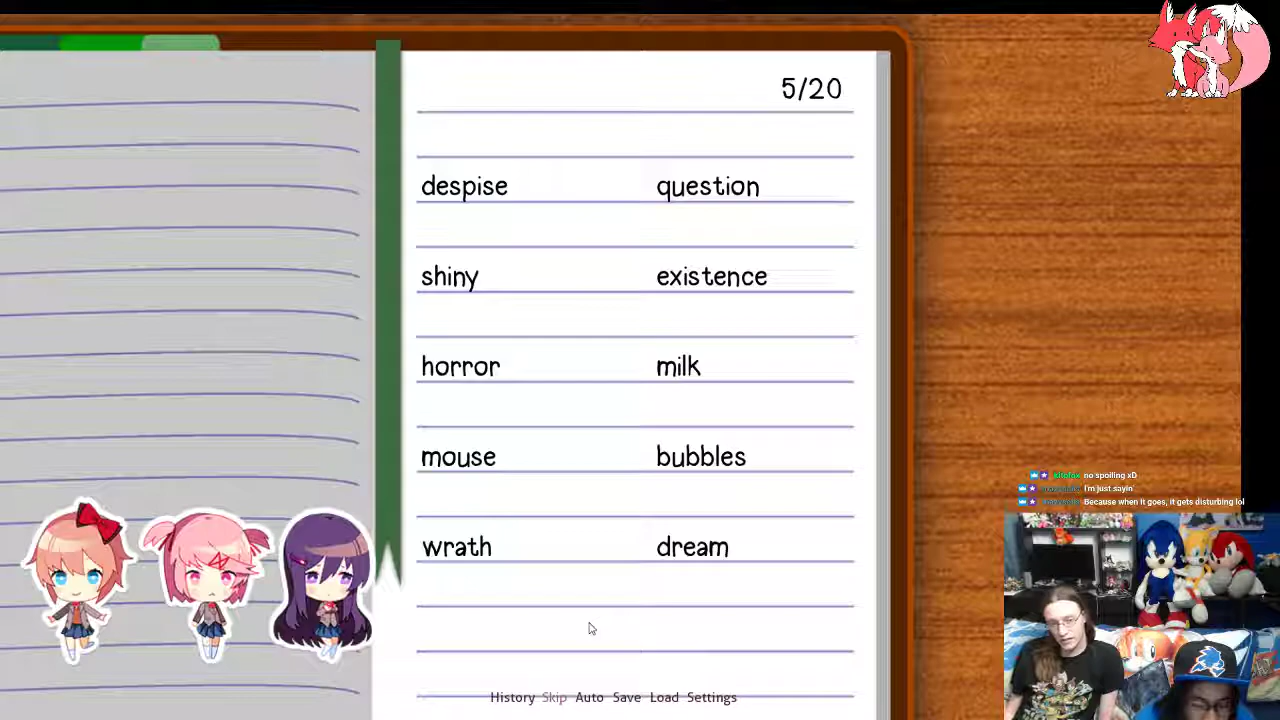 5/20
despise question
shiny existence
horror milk
mouse bubbles
wrath dream
kitofox no spoiling xD
I'm just sayin'
Because when it goes, it gets disturbing lol
History Skip Auto Save Load Settings